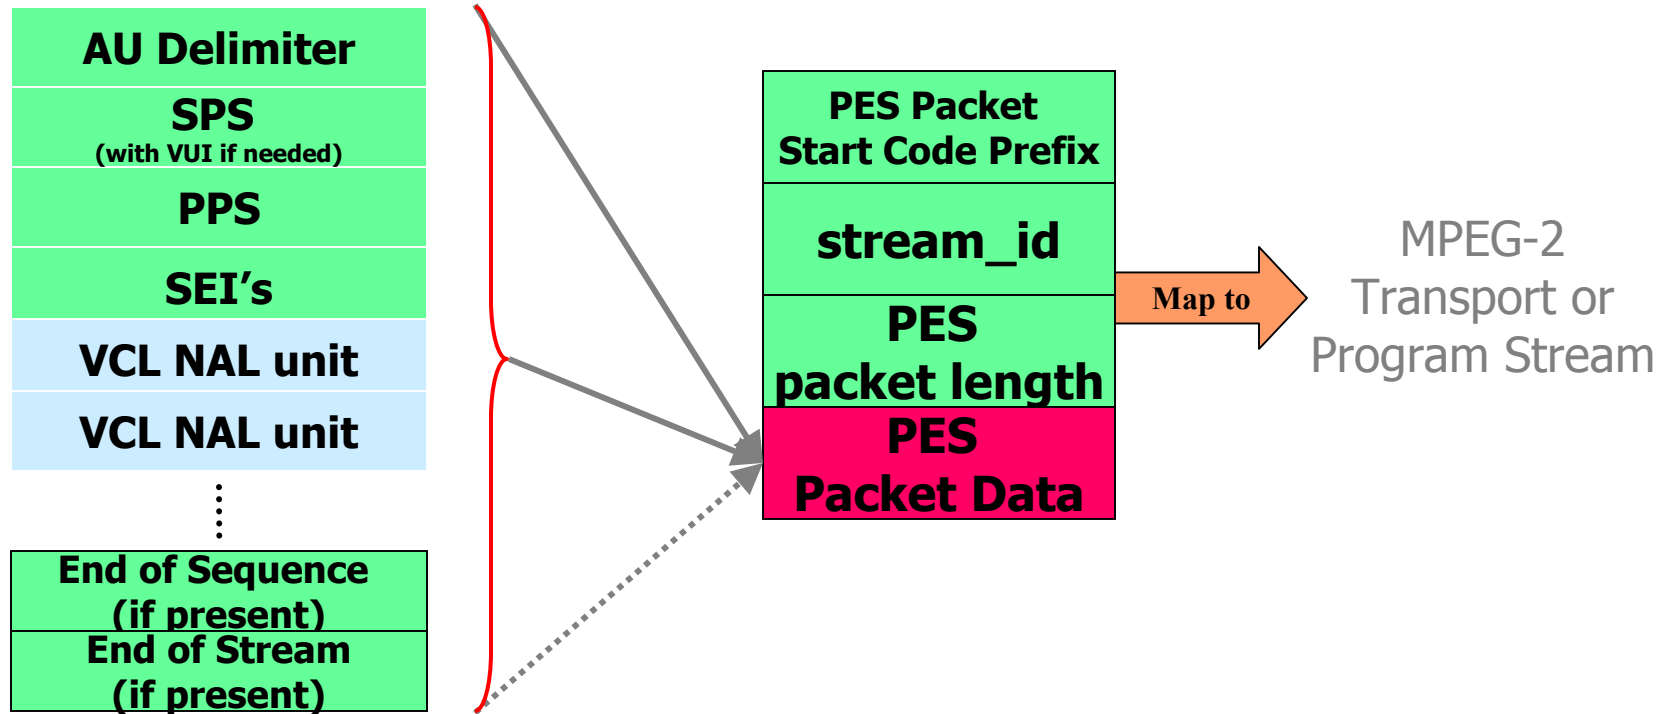 AU Delimiter
SPS
(with VUI if needed)
PPS
SEI’s
VCL NAL unit
VCL NAL unit
End of Sequence
(if present)
End of Stream
(if present)
PES Packet
Start Code Prefix
stream_id
PES
packet length
PES
Packet Data
Map to
MPEG-2
Transport or
Program Stream